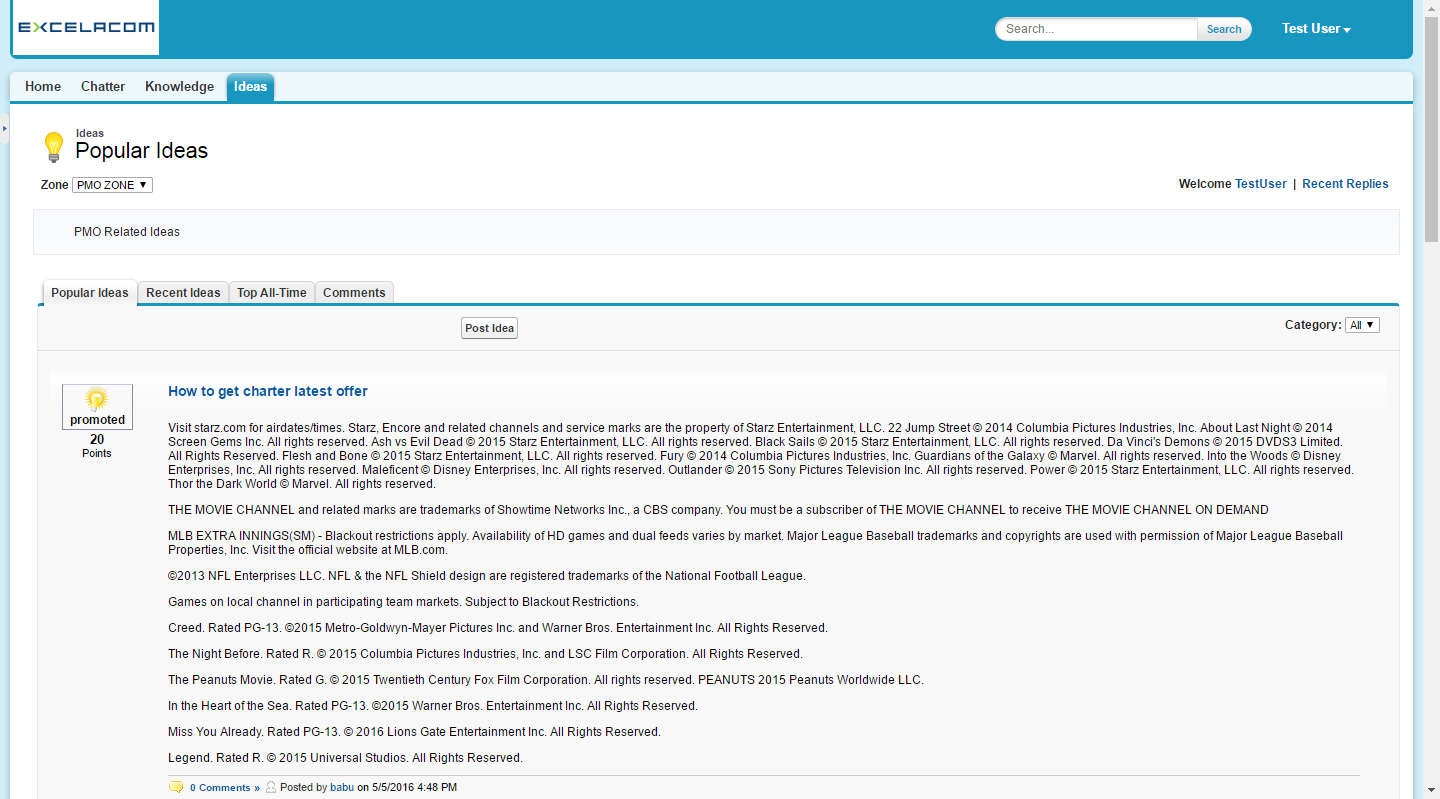 EXCELACOM
Search...
Search
Test User
Home
Chatter
Knowledge
Ideas
Ideas
Popular Ideas
Zone PMO ZONE
Welcome TestUser | Recent Replies
PMO Related Ideas
Popular Ideas
Recent Ideas
Top All-Time
Comments
Post Idea
Category: All
promoted
20
Points
How to get charter latest offer
Visit starz.com for airdates/times. Starz, Encore and related channels and service marks are the property of Starz Entertainment, LLC. 22 Jump Street © 2014 Columbia Pictures Industries, Inc. About Last Night © 2014
Screen Gems Inc. All rights reserved. Ash vs Evil Dead © 2015 Starz Entertainment, LLC. All rights reserved. Black Sails © 2015 Starz Entertainment, LLC. All rights reserved. Da Vinci's Demons © 2015 DVDS3 Limited.
All Rights Reserved. Flesh and Bone © 2015 Starz Entertainment, LLC. All rights reserved. Fury © 2014 Columbia Pictures Industries, Inc. Guardians of the Galaxy © Marvel. All rights reserved. Into the Woods © Disney
Enterprises, Inc. All rights reserved. Maleficent © Disney Enterprises, Inc. All rights reserved. Outlander © 2015 Sony Pictures Television Inc. All rights reserved. Power © 2015 Starz Entertainment, LLC. All rights reserved.
Thor the Dark World © Marvel. All rights reserved.
THE MOVIE CHANNEL and related marks are trademarks of Showtime Networks Inc., a CBS company. You must be a subscriber of THE MOVIE CHANNEL to receive THE MOVIE CHANNEL ON DEMAND
MLB EXTRA INNINGS(SM) - Blackout restrictions apply. Availability of HD games and dual feeds varies by market. Major League Baseball trademarks and copyrights are used with permission of Major League Baseball
Properties, Inc. Visit the official website at MLB.com.
©2013 NFL Enterprises LLC. NFL & the NFL Shield design are registered trademarks of the National Football League.
Games on local channel in participating team markets. Subject to Blackout Restrictions.
Creed. Rated PG-13. ©2015 Metro-Goldwyn-Mayer Pictures Inc. and Warner Bros. Entertainment Inc. All Rights Reserved.
The Night Before. Rated R. © 2015 Columbia Pictures Industries, Inc. and LSC Film Corporation. All Rights Reserved.
The Peanuts Movie. Rated G. © 2015 Twentieth Century Fox Film Corporation. All rights reserved. PEANUTS 2015 Peanuts Worldwide LLC.
In the Heart of the Sea. Rated PG-13. ©2015 Warner Bros. Entertainment Inc. All Rights Reserved.
Miss You Already. Rated PG-13. © 2016 Lions Gate Entertainment Inc. All Rights Reserved.
Legend. Rated R. © 2015 Universal Studios. All Rights Reserved.
0 Comments » Posted by babu on 5/5/2016 4:48 PM